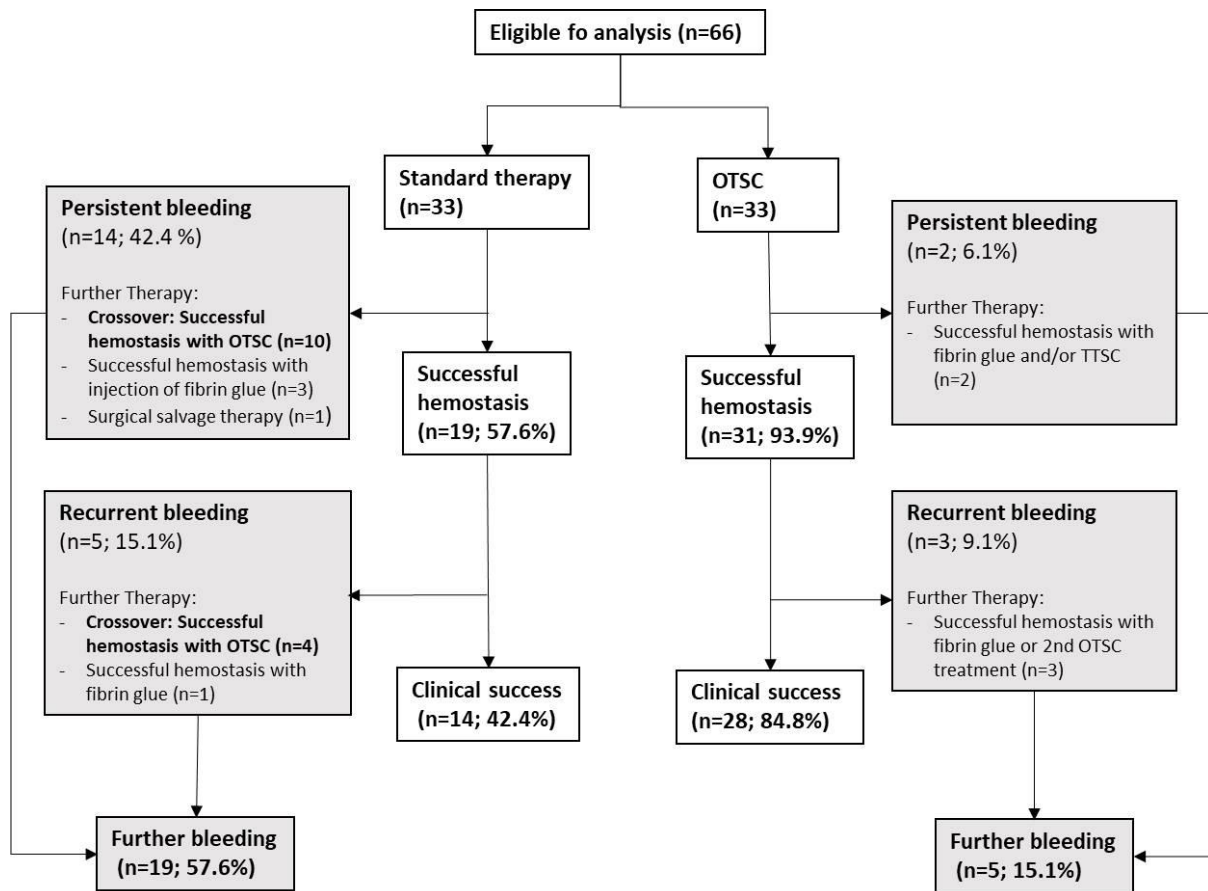 Eligible fo analysis (n=66)
Standard therapy
(n=33)
OTSC
(n=33)
Persistent bleeding
(n=14; 42.4 %)
Further Therapy:
- Crossover: Successful
hemostasis with OTSC (n=10)
- Successful hemostasis with
injection of fibrin glue (n=3)
- Surgical salvage therapy (n=1)
Persistent bleeding
(n=2; 6.1%)
Further Therapy:
- Successful hemostasis with
fibrin glue and/or TTSC
(n=2)
Successful
hemostasis
(n=19; 57.6%)
Successful
hemostasis
(n=31; 93.9%)
Recurrent bleeding
(n=5; 15.1%)
Further Therapy:
- Crossover: Successful
hemostasis with OTSC (n=4)
- Successful hemostasis with
fibrin glue (n=1)
Recurrent bleeding
(n=3; 9.1%)
Further Therapy:
- Successful hemostasis with
fibrin glue or 2nd OTSC
treatment (n=3)
Clinical success
(n=14; 42.4%)
Clinical success
(n=28; 84.8%)
Further bleeding
(n=19; 57.6%)
Further bleeding
(n=5; 15.1%)